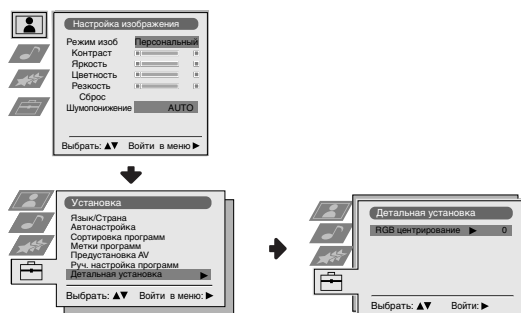 Настройка изображения
Режим изоб Персональный
Контраст
Яркость
Цветность
Резкость
Сброс
Шумопонижение AUTO
Выбрать: ▲▼ Войти в меню ▶
Установка
Язык/Страна
Автонастройка
Сортировка программ
Метки программ
Предустановка AV
Руч. настройка программ
Детальная установка ▶
Выбрать: ▲▼ Войти в меню: ▶
Детальная установка
RGB центрирование ▶ 0
Выбрать: ▲▼ Войти: ▶